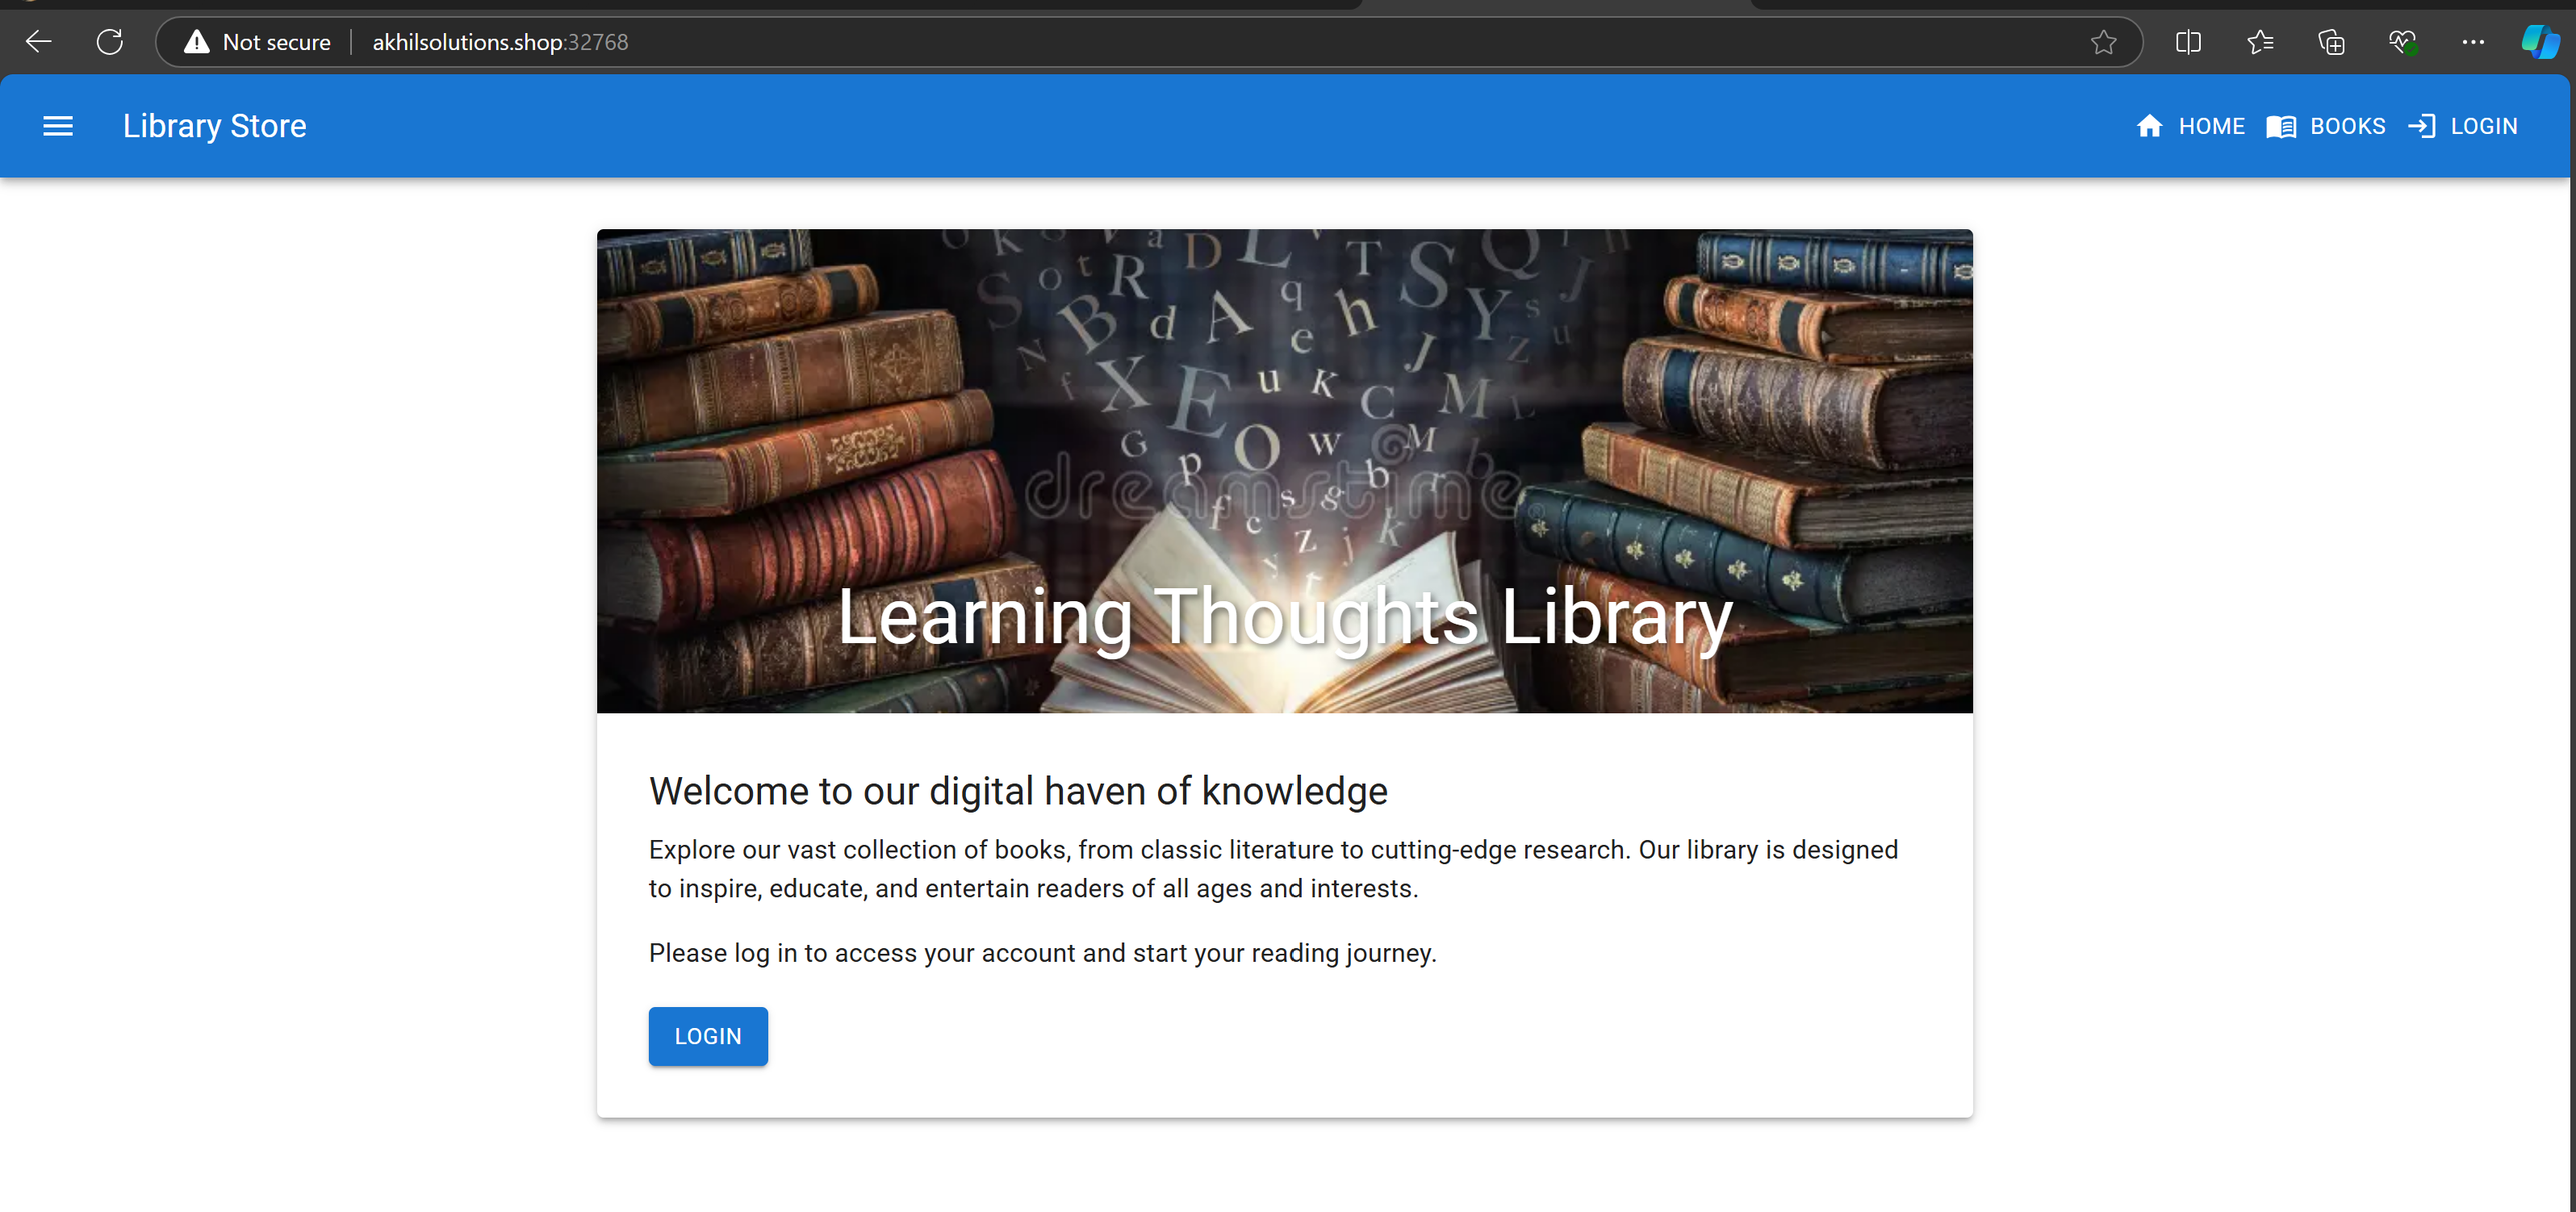 Not secure akhilsolutions.shop:32768
Library Store HOME BOOKS LOGIN
dreamstime
Learning Thoughts Library
Welcome to our digital haven of knowledge
Explore our vast collection of books, from classic literature to cutting-edge research. Our library is designed
to inspire, educate, and entertain readers of all ages and interests.
Please log in to access your account and start your reading journey.
LOGIN